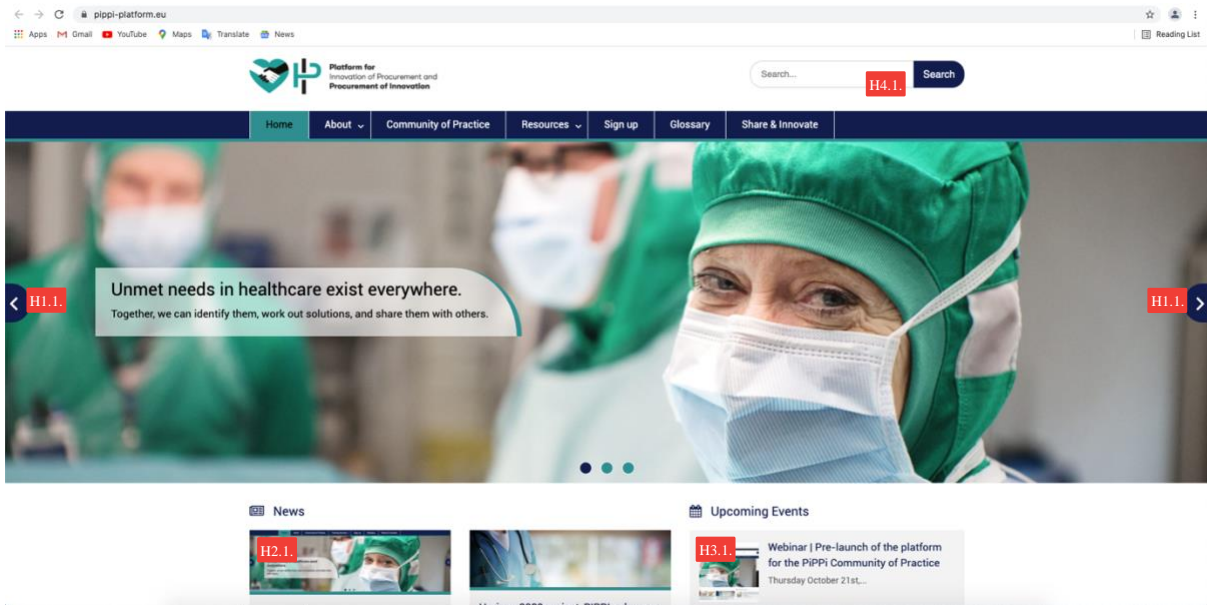 pippi-platform.eu
Apps Gmail YouTube Maps Translate News Reading List
Platform for
Innovation of Procurement and
Procurement of Innovation
Search... H4.1. Search
Home About Community of Practice Resources Sign up Glossary Share & Innovate
Unmet needs in healthcare exist everywhere.
Together, we can identify them, work out solutions, and share them with others.
H1.1. H1.1.
News
Upcoming Events
H2.1.
H3.1.
Webinar | Pre-launch of the platform
for the PiPPi Community of Practice
Thursday October 21st,...